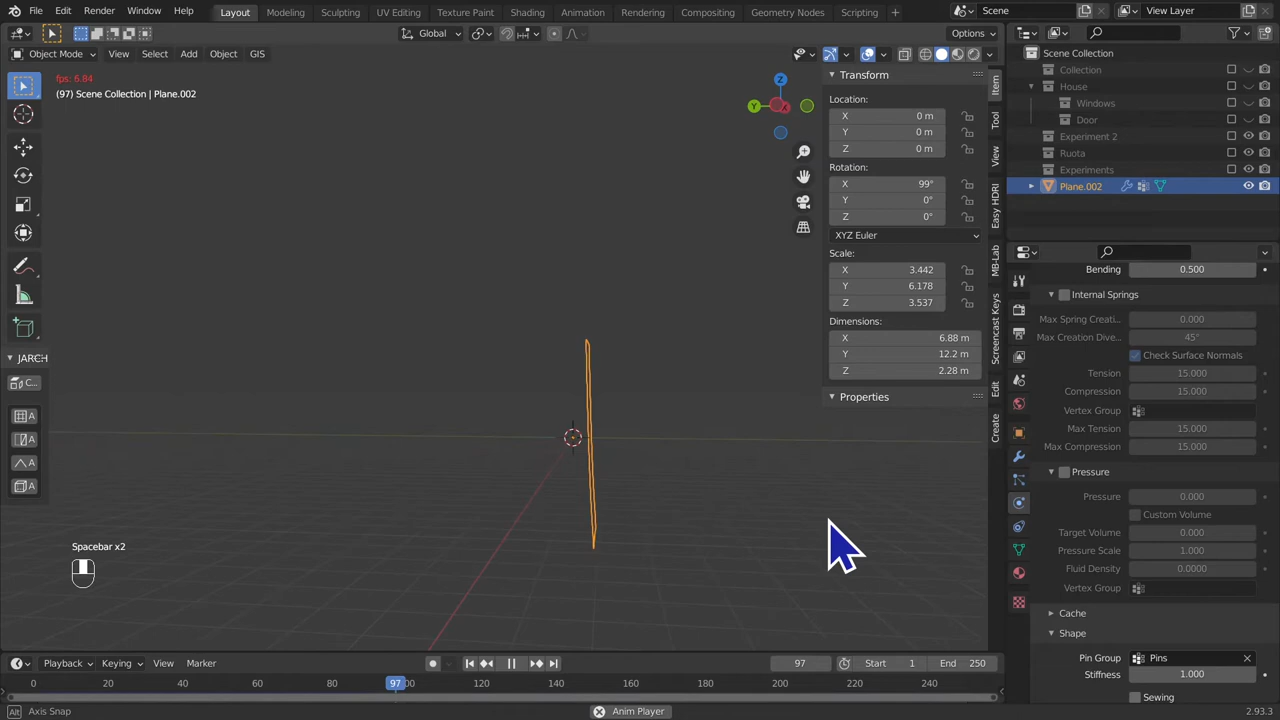 File Edit Render Window Help Layout Modeling Sculpting UV Editing Texture Paint Shading Animation Rendering Compositing Geometry Nodes Scripting + Scene View Layer
Global Options
Object Mode View Select Add Object GIS
fps: 6.84
(97) Scene Collection | Plane.002
Z
Y
X
JARCH
C...
A
A
A
A
Spacebar x2
Transform
Location:
X 0 m
Y 0 m
Z 0 m
Rotation:
X 99°
Y 0°
Z 0°
XYZ Euler
Scale:
X 3.442
Y 6.178
Z 3.537
Dimensions:
X 6.88 m
Y 12.2 m
Z 2.28 m
Properties
Item
Tool
View
Easy HDRI
MB-Lab
Screencast Keys
Edit
Create
Scene Collection
Collection
House
Windows
Door
Experiment 2
Ruota
Experiments
Plane.002
Bending 0.500
Internal Springs
Max Spring Creati... 0.000
Max Creation Dive... 45°
Check Surface Normals
Tension 15.000
Compression 15.000
Vertex Group
Max Tension 15.000
Max Compression 15.000
Pressure
Pressure 0.000
Custom Volume
Target Volume 0.000
Pressure Scale 1.000
Fluid Density 0.0000
Vertex Group
Cache
Shape
Pin Group Pins
Stiffness 1.000
Sewing
Playback Keying View Marker 97 Start 1 End 250
0 20 40 60 80 97 100 120 140 160 180 200 220 240
Alt Axis Snap Anim Player 2.93.3